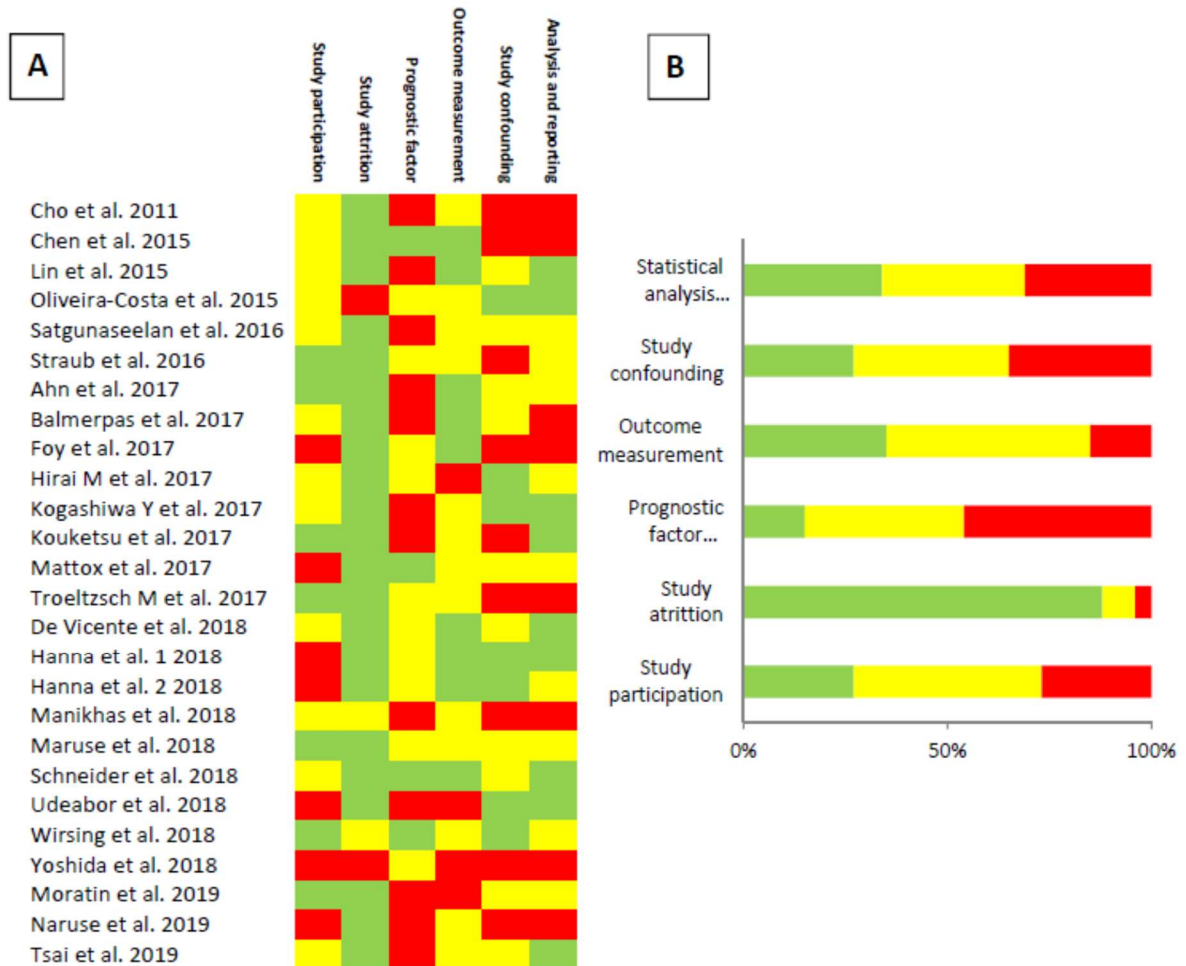 A
B
Study participation
Study attrition
Prognostic factor
Outcome measurement
Study confounding
Analysis and reporting
Cho et al. 2011
Chen et al. 2015
Lin et al. 2015
Oliveira-Costa et al. 2015
Satgunaseelan et al. 2016
Straub et al. 2016
Ahn et al. 2017
Balmerpas et al. 2017
Foy et al. 2017
Hirai M et al. 2017
Kogashiwa Y et al. 2017
Kouketsu et al. 2017
Mattox et al. 2017
Troeltzsch M et al. 2017
De Vicente et al. 2018
Hanna et al. 1 2018
Hanna et al. 2 2018
Manikhas et al. 2018
Maruse et al. 2018
Schneider et al. 2018
Udeabor et al. 2018
Wirsing et al. 2018
Yoshida et al. 2018
Moratin et al. 2019
Naruse et al. 2019
Tsai et al. 2019
Statistical
analysis...
Study
confounding
Outcome
measurement
Prognostic
factor...
Study
atrittion
Study
participation
0%
50%
100%